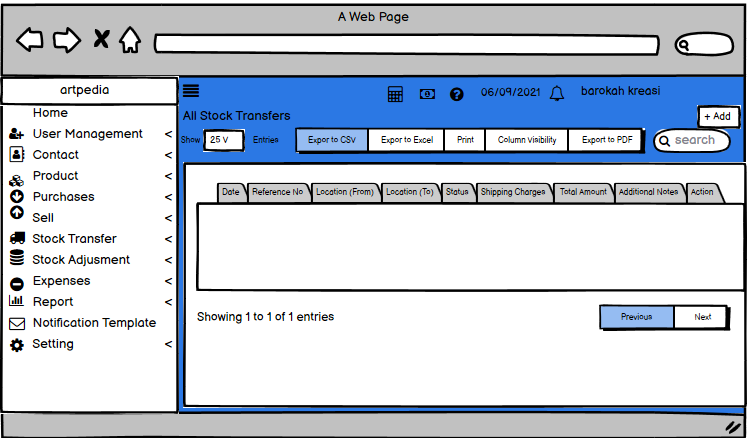 A Web Page
artpedia
06/09/2021 barokah kreasi
Home
User Management <
Contact <
Product <
Purchases <
Sell <
Stock Transfer <
Stock Adjusment <
Expenses <
Report <
Notification Template
Setting <
All Stock Transfers
+ Add
Show 25 V Entries Export to CSV Export to Excel Print Column Visibility Export to PDF search
Date Reference No Location (From) Location (To) Status Shipping Charges Total Amount Additional Notes Action
Showing 1 to 1 of 1 entries Previous Next